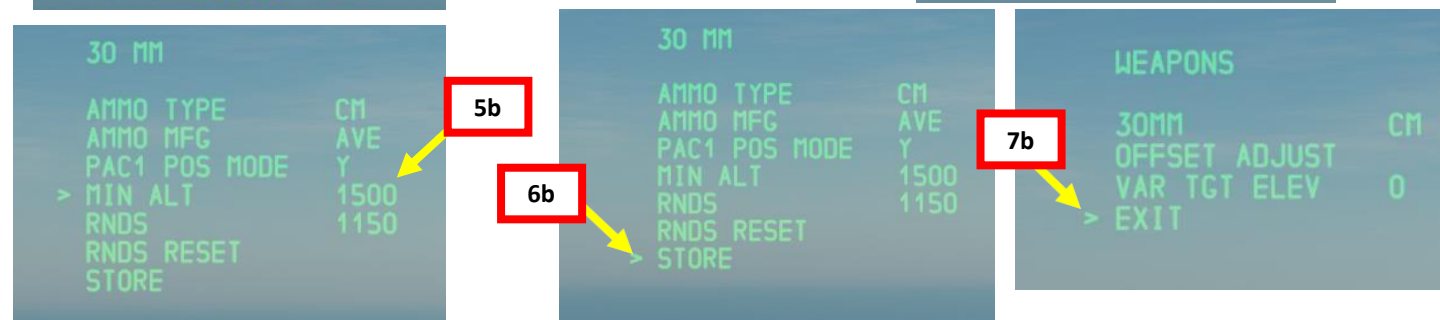 30 MM
AMMO TYPE CM
AMMO MFG AVE
PAC1 POS MODE Y
> MIN ALT 1500
RNDS 1150
RNDS RESET
STORE
5b
30 MM
AMMO TYPE CM
AMMO MFG AVE
PAC1 POS MODE Y
MIN ALT 1500
RNDS 1150
RNDS RESET
> STORE
6b
WEAPONS
30MM CM
OFFSET ADJUST
VAR TGT ELEV 0
> EXIT
7b